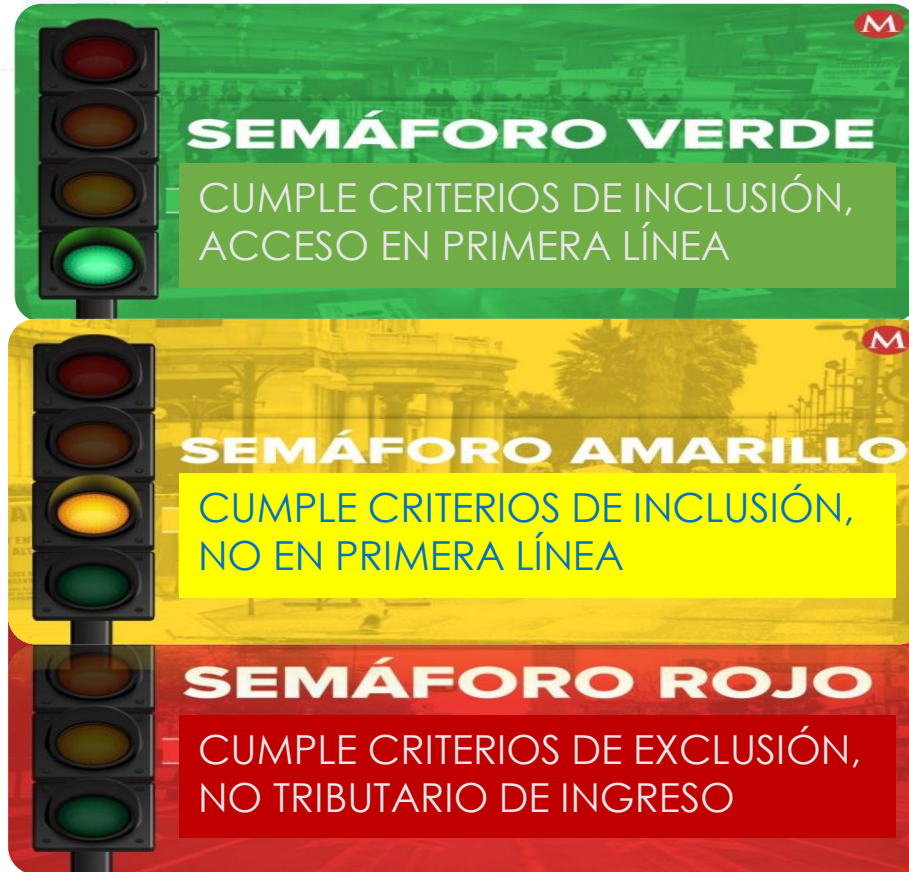 M
SEMÁFORO VERDE
CUMPLE CRITERIOS DE INCLUSIÓN,
ACCESO EN PRIMERA LÍNEA
M
SEMÁFORO AMARILLO
CUMPLE CRITERIOS DE INCLUSIÓN,
NO EN PRIMERA LÍNEA
SEMÁFORO ROJO
CUMPLE CRITERIOS DE EXCLUSIÓN,
NO TRIBUTARIO DE INGRESO